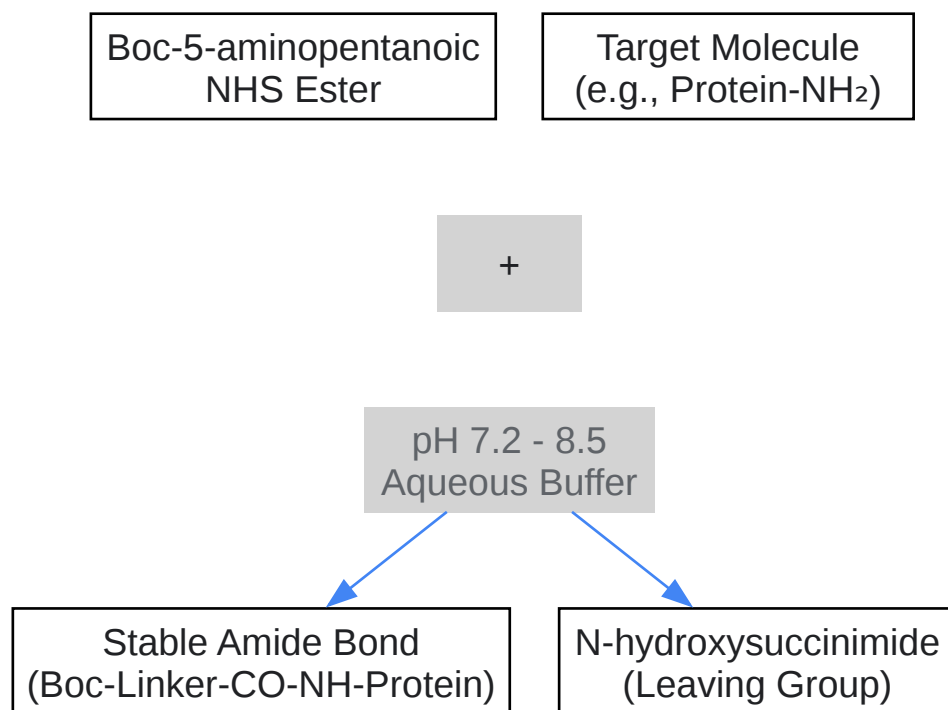 Boc-5-aminopentanoic
NHS Ester
Target Molecule
(e.g., Protein-NH₂)
+
pH 7.2 - 8.5
Aqueous Buffer
Stable Amide Bond
(Boc-Linker-CO-NH-Protein)
N-hydroxysuccinimide
(Leaving Group)